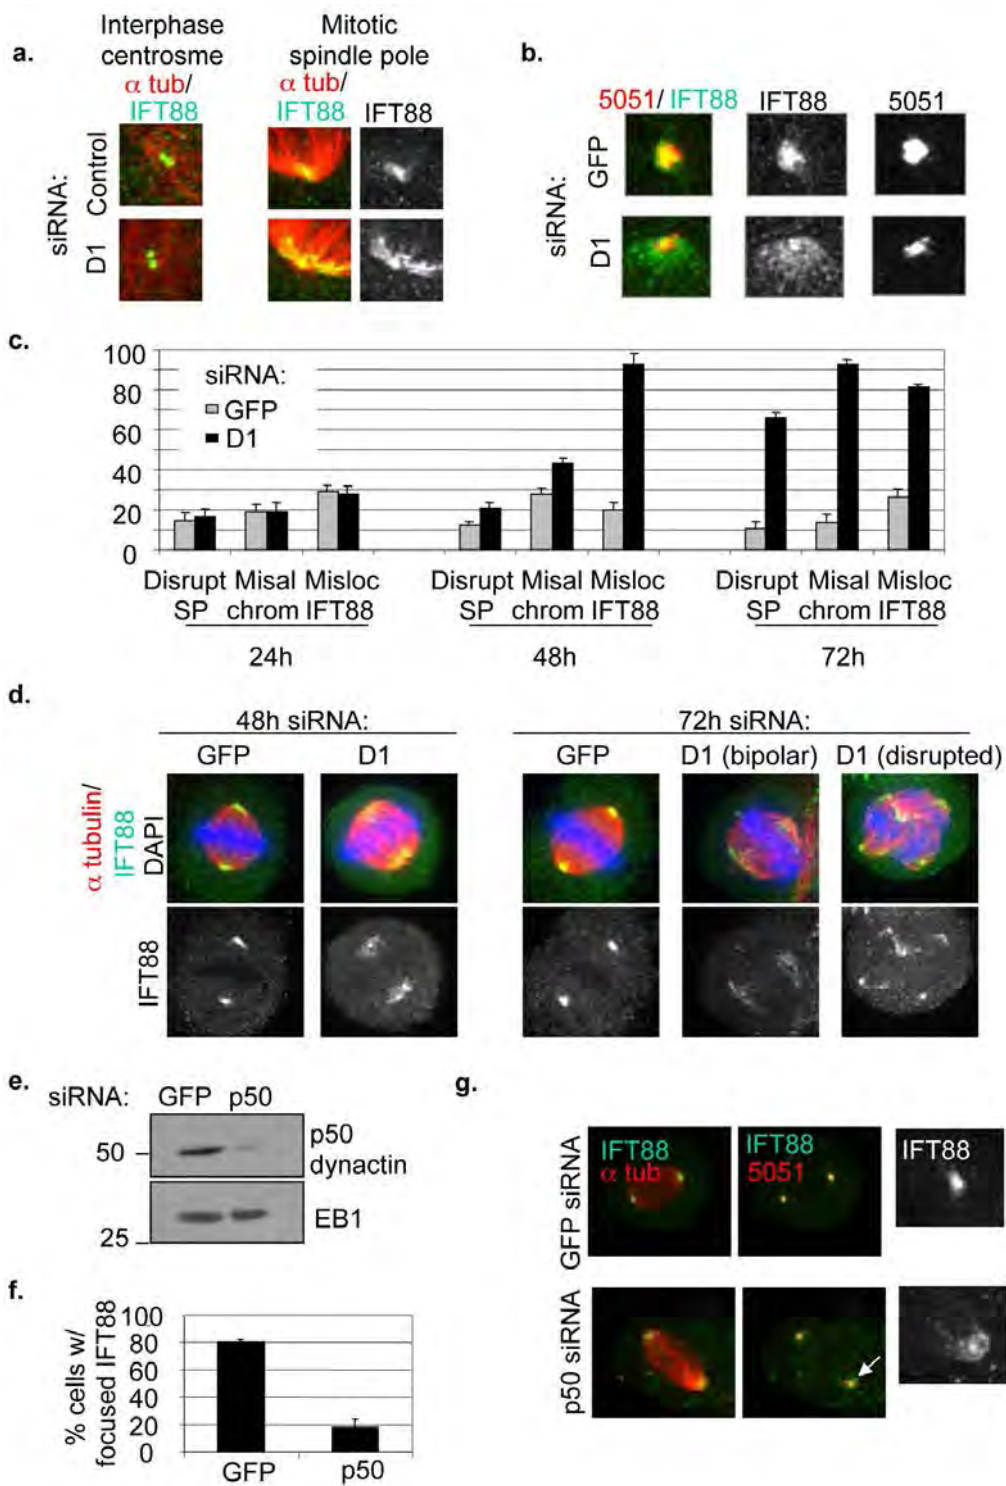 a.
Interphase
centrosme
α tub/
IFT88
Mitotic
spindle pole
α tub/
IFT88
IFT88
siRNA:
Control
D1
b.
5051/ IFT88
IFT88
5051
siRNA:
GFP
D1
c.
100
80
60
40
20
0
siRNA:
GFP
D1
Disrupt Misal Misloc
SP chrom IFT88
24h
Disrupt Misal Misloc
SP chrom IFT88
48h
Disrupt Misal Misloc
SP chrom IFT88
72h
d.
48h siRNA:
GFP
D1
72h siRNA:
GFP
D1 (bipolar)
D1 (disrupted)
α tubulin/
IFT88
DAPI
IFT88
e.
siRNA: GFP p50
50
p50
dynactin
EB1
25
f.
% cells w/
focused IFT88
100
80
60
40
20
0
GFP
p50
g.
GFP siRNA
IFT88
α tub
IFT88
5051
IFT88
p50 siRNA